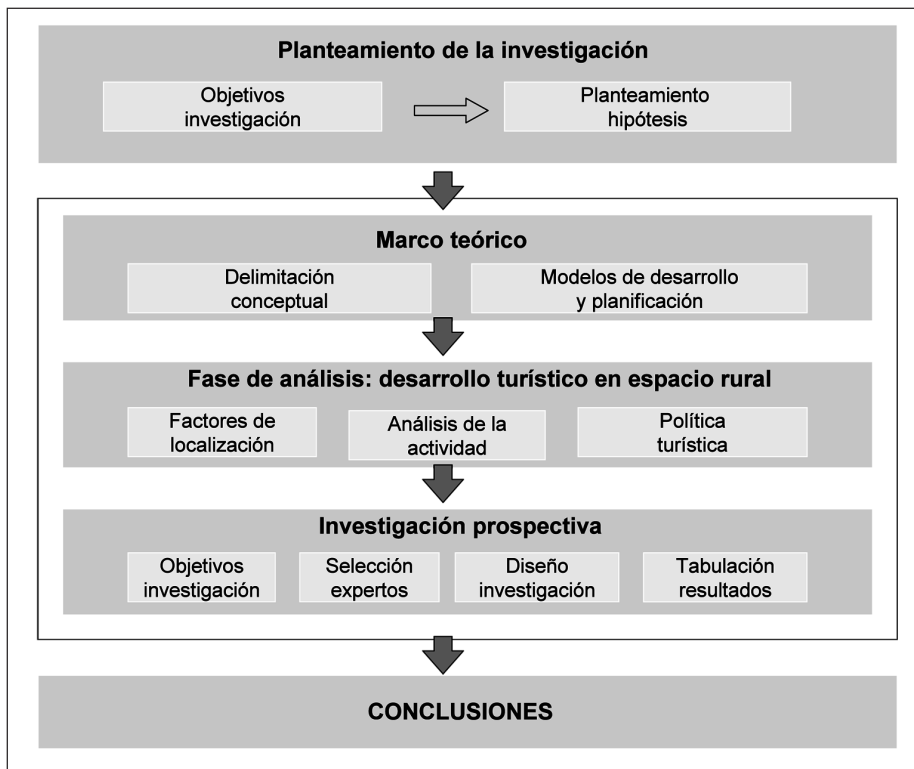 Planteamiento de la investigación
Objetivos
investigación
Planteamiento
hipótesis
Marco teórico
Delimitación
conceptual
Modelos de desarrollo
y planificación
Fase de análisis: desarrollo turístico en espacio rural
Factores de
localización
Análisis de la
actividad
Política
turística
Investigación prospectiva
Objetivos
investigación
Selección
expertos
Diseño
investigación
Tabulación
resultados
CONCLUSIONES